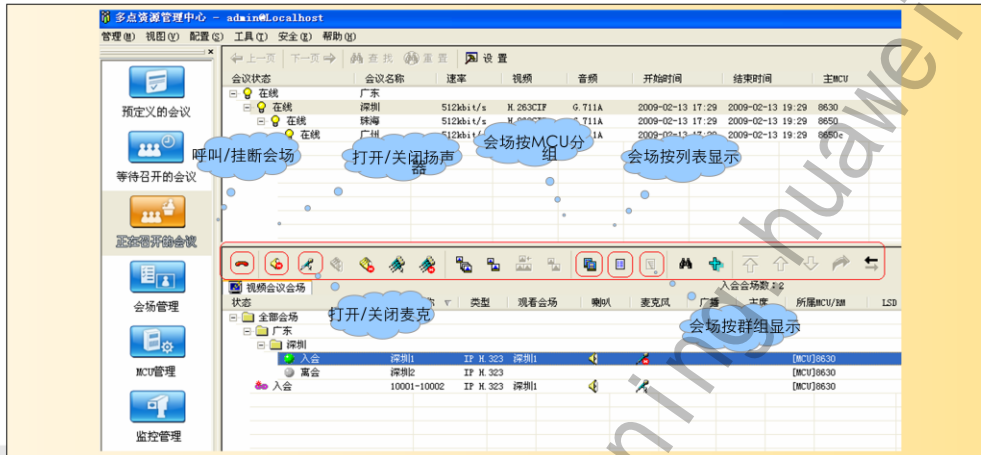 多点资源管理中心 - admin@Localhost
管理(M) 视图(V) 配置(S) 工具(T) 安全(X) 帮助(H)
上一页 下一页 查找 重置 设置
会议状态 会议名称 速率 视频 音频 开始时间 结束时间 主MCU
在线 广东
在线 深圳 512kbit/s H.263CIF G.711A 2009-02-13 17:29 2009-02-13 19:29 8630
在线 珠海 512kbit/s 2009-02-13 17:29 2009-02-13 19:29 8650
在线 广州 2009-02-13 19:29 8650c
预定义的会议
等待召开的会议
正在召开的会议
会场管理
MCU管理
监控管理
呼叫/挂断会场
打开/关闭扬声器
会场按MCU分组
会场按列表显示
入会会场数:2
视频会议会场
状态 类型 观看会场 喇叭 麦克风 广播 主席 所属MCU/RM LSD
打开/关闭麦克
会场按群组显示
全部会场
广东
深圳
入会 深圳1 IP H.323 深圳1 [MCU]8630
离会 深圳2 IP H.323 [MCU]8630
入会 10001-10002 IP H.323 深圳1 [MCU]8630
ning huawei